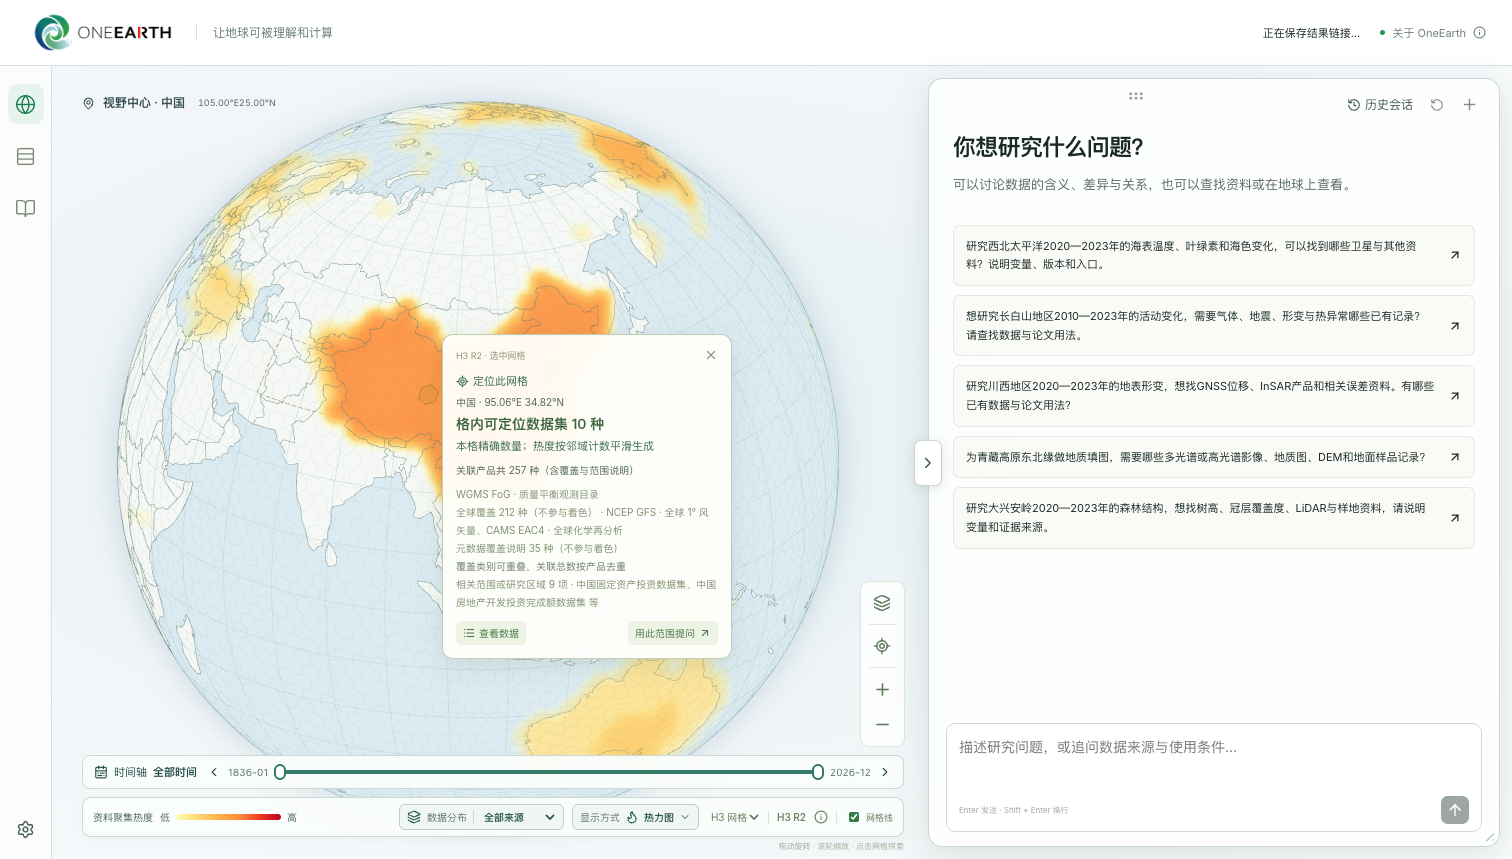 ONEEARTH
让地球可被理解和计算
正在保存结果链接...
关于 OneEarth
视野中心 · 中国
105.00°E25.00°N
历史会话
你想研究什么问题?
可以讨论数据的含义、差异与关系，也可以查找资料或在地球上查看。
研究西北太平洋2020—2023年的海表温度、叶绿素和海色变化，可以找到哪些卫星与其他资
料？说明变量、版本和入口。
想研究长白山地区2010—2023年的活动变化，需要气体、地震、形变与热异常哪些已有记录？
请查找数据与论文用法。
研究川西地区2020—2023年的地表形变，想找GNSS位移、InSAR产品和相关误差资料。有哪些
已有数据与论文用法？
为青藏高原东北缘做地质填图，需要哪些多光谱或高光谱影像、地质图、DEM和地面样品记录？
研究大兴安岭2020—2023年的森林结构，想找树高、冠层覆盖度、LiDAR与样地资料，请说明
变量和证据来源。
H3 R2 · 选中网格
定位此网格
中国 · 95.06°E 34.82°N
格内可定位数据集 10 种
本格精确数量；热度按邻域计数平滑生成
关联产品共 257 种（含覆盖与范围说明）
WGMS FoG · 质量平衡观测目录
全球覆盖 212 种（不参与着色） · NCEP GFS · 全球 1° 风
矢量、CAMS EAC4 · 全球化学再分析
元数据覆盖说明 35 种（不参与着色）
覆盖类别可重叠，关联总数按产品去重
相关范围或研究区域 9 项 · 中国固定资产投资数据集、中国
房地产开发投资完成额数据集 等
查看数据
用此范围提问
时间轴 全部时间
1836-01
2026-12
资料聚集热度 低
高
数据分布 全部来源
显示方式 热力图
H3 网格
H3 R2
网格线
拖动旋转 · 滚轮缩放 · 点击网格探索
描述研究问题，或追问数据来源与使用条件...
Enter 发送 · Shift + Enter 换行